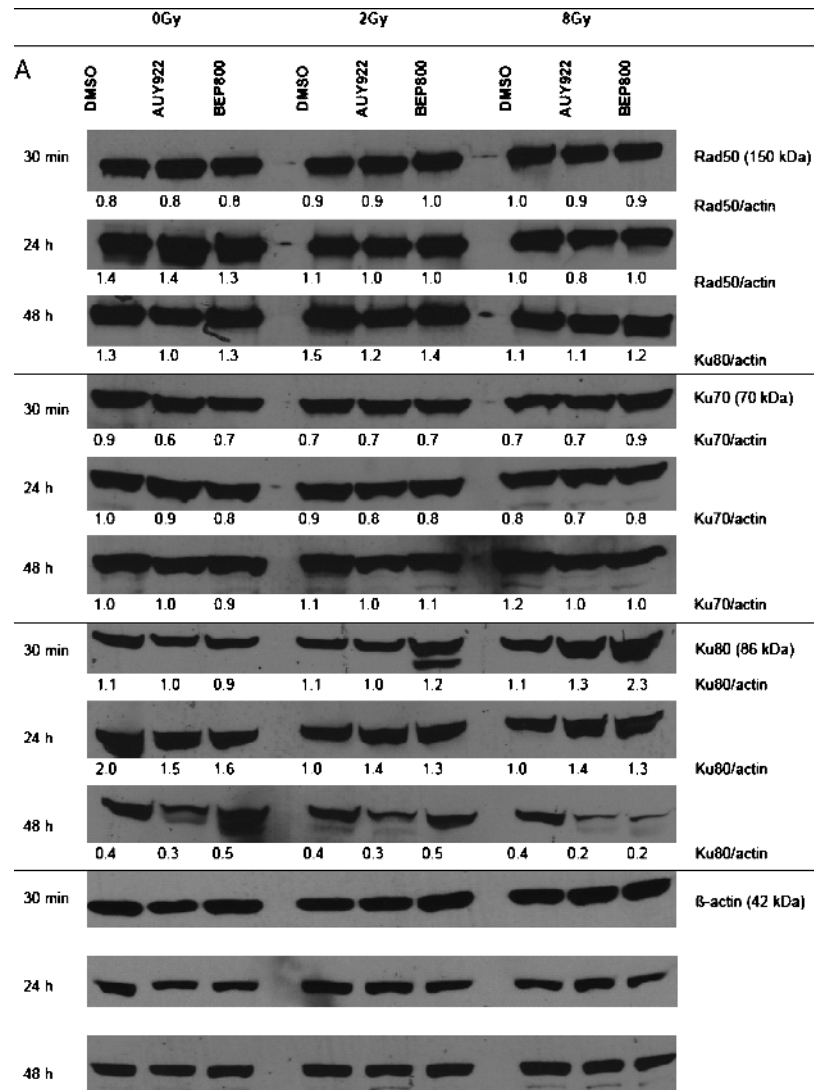 0Gy 2Gy 8Gy
A
DMSO AUY922 BEP800 DMSO AUY922 BEP800 DMSO AUY922 BEP800
30 min Rad50 (150 kDa)
0.8 0.8 0.8 0.9 0.9 1.0 1.0 0.9 0.9 Rad50/actin
24 h
1.4 1.4 1.3 1.1 1.0 1.0 1.0 0.8 1.0 Rad50/actin
48 h
1.3 1.0 1.3 1.5 1.2 1.4 1.1 1.1 1.2 Ku80/actin
30 min Ku70 (70 kDa)
0.9 0.6 0.7 0.7 0.7 0.7 0.7 0.7 0.9 Ku70/actin
24 h
1.0 0.9 0.8 0.9 0.8 0.8 0.8 0.7 0.8 Ku70/actin
48 h
1.0 1.0 0.9 1.1 1.0 1.1 1.2 1.0 1.0 Ku70/actin
30 min Ku80 (86 kDa)
1.1 1.0 0.9 1.1 1.0 1.2 1.1 1.3 2.3 Ku80/actin
24 h
2.0 1.5 1.6 1.0 1.4 1.3 1.0 1.4 1.3 Ku80/actin
48 h
0.4 0.3 0.5 0.4 0.3 0.5 0.4 0.2 0.2 Ku80/actin
30 min ß-actin (42 kDa)
24 h
48 h